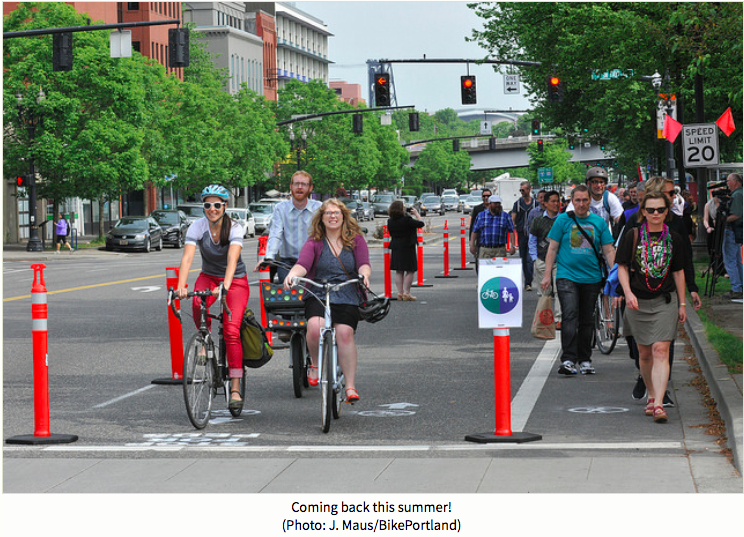 ONE WAY
SPEED
LIMIT
20
Coming back this summer!
(Photo: J. Maus/BikePortland)